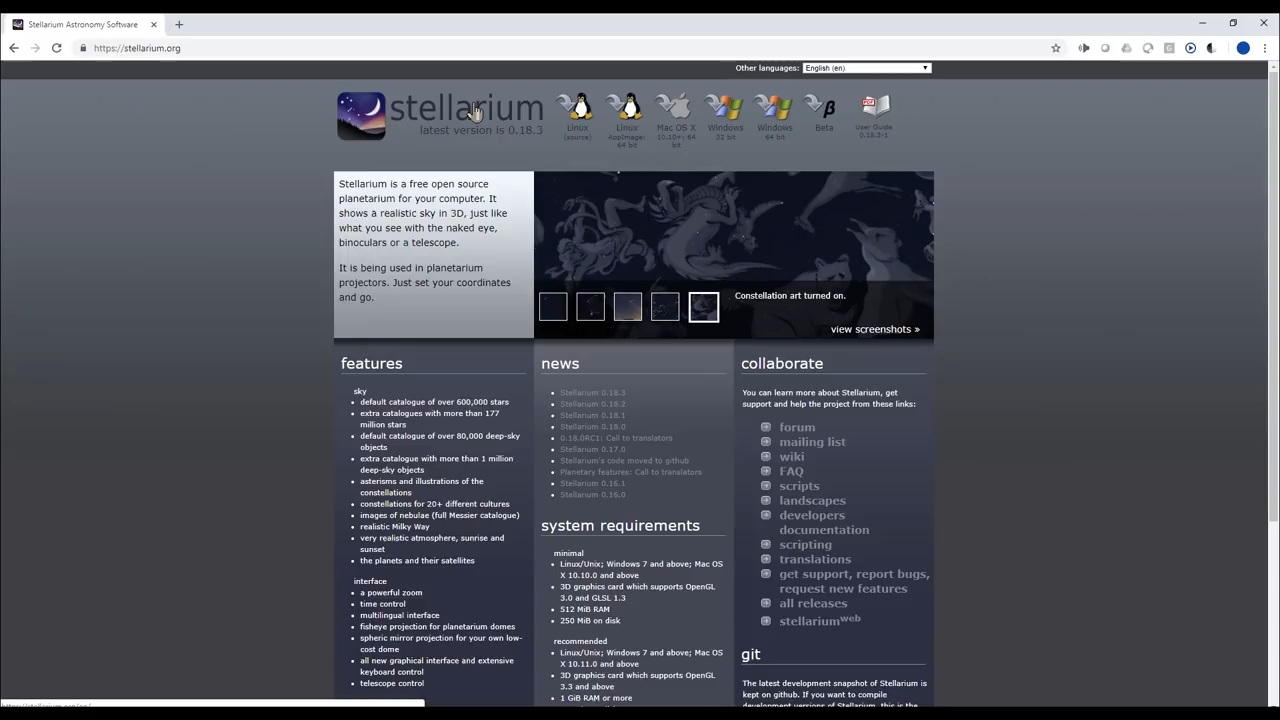 Stellarium Astronomy Software
https://stellarium.org
Other languages:
English (en)
stellarium
latest version is 0.18.3
Linux
(source)
Linux
AppImage;
64 bit
Mac OS X
10.10+; 64
bit
Windows
32 bit
Windows
64 bit
Beta
PDF
User Guide
0.18.3-1
Stellarium is a free open source
planetarium for your computer. It
shows a realistic sky in 3D, just like
what you see with the naked eye,
binoculars or a telescope.
It is being used in planetarium
projectors. Just set your coordinates
and go.
Constellation art turned on.
view screenshots »
features
sky
default catalogue of over 600,000 stars
extra catalogues with more than 177
million stars
default catalogue of over 80,000 deep-sky
objects
extra catalogue with more than 1 million
deep-sky objects
asterisms and illustrations of the
constellations
constellations for 20+ different cultures
images of nebulae (full Messier catalogue)
realistic Milky Way
very realistic atmosphere, sunrise and
sunset
the planets and their satellites
interface
a powerful zoom
time control
multilingual interface
fisheye projection for planetarium domes
spheric mirror projection for your own low-
cost dome
all new graphical interface and extensive
keyboard control
telescope control
news
Stellarium 0.18.3
Stellarium 0.18.2
Stellarium 0.18.1
Stellarium 0.18.0
0.18.0RC1: Call to translators
Stellarium 0.17.0
Stellarium's code moved to github
Planetary features: Call to translators
Stellarium 0.16.1
Stellarium 0.16.0
system requirements
minimal
Linux/Unix; Windows 7 and above; Mac OS
X 10.10.0 and above
3D graphics card which supports OpenGL
3.0 and GLSL 1.3
512 MiB RAM
250 MiB on disk
recommended
Linux/Unix; Windows 7 and above; Mac OS
X 10.11.0 and above
3D graphics card which supports OpenGL
3.3 and above
1 GiB RAM or more
collaborate
You can learn more about Stellarium, get
support and help the project from these links:
forum
mailing list
wiki
FAQ
scripts
landscapes
developers
documentation
scripting
translations
get support, report bugs,
request new features
all releases
stellarium web
git
The latest development snapshot of Stellarium is
kept on github. If you want to compile
development versions of Stellarium, this is the